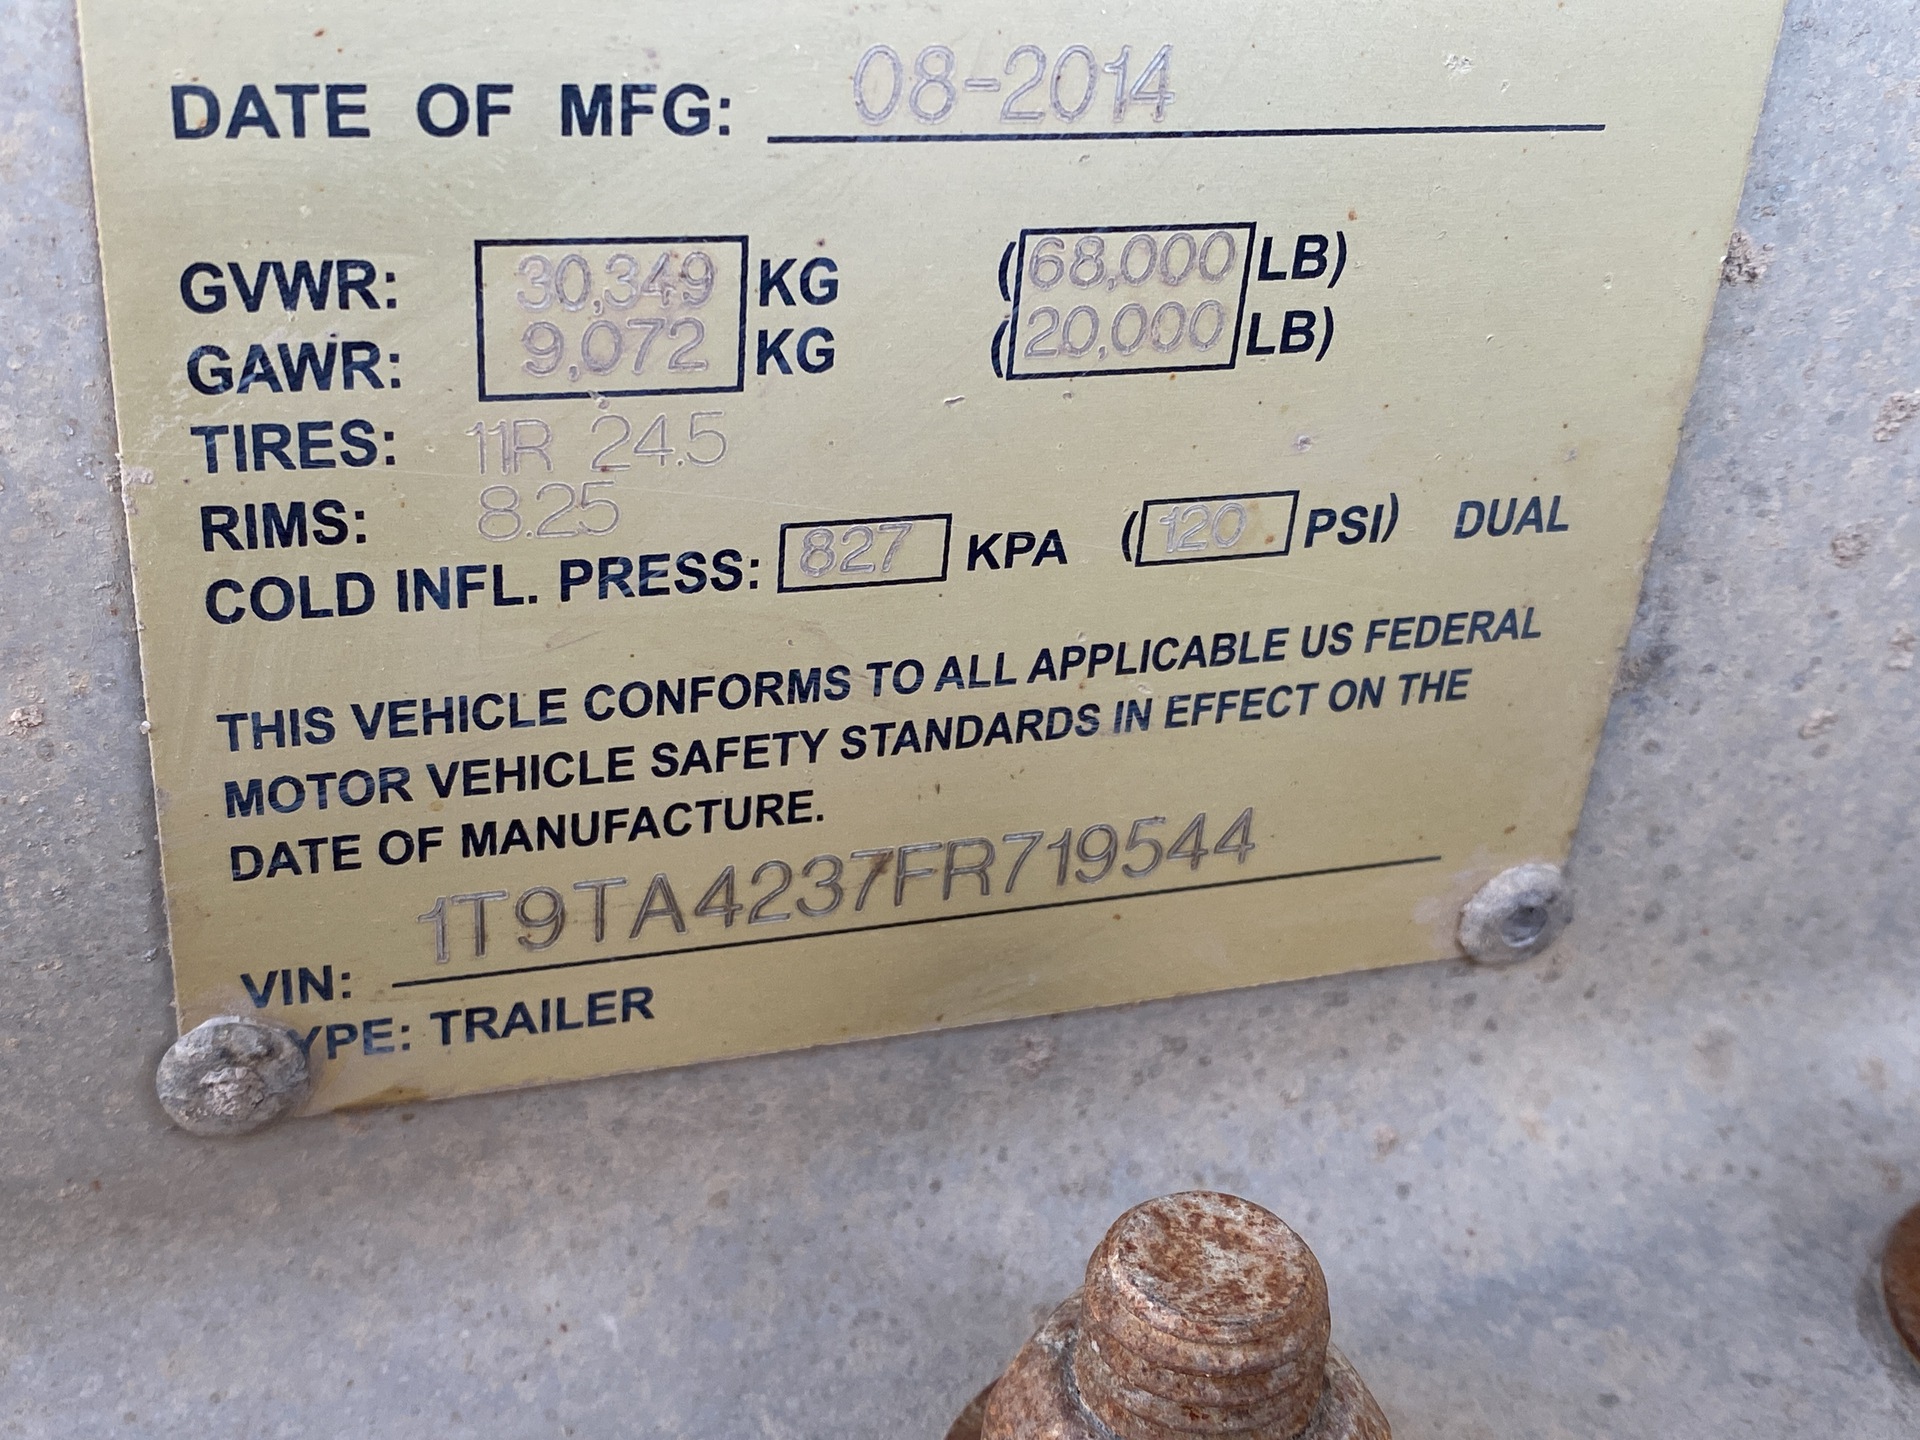 DATE OF MFG: 08-2014
GVWR: 30,349 KG (68,000 LB)
GAWR: 9,072 KG (20,000 LB)
TIRES: 11R 24.5
RIMS: 8.25
COLD INFL. PRESS: 827 KPA (120 PSI) DUAL
THIS VEHICLE CONFORMS TO ALL APPLICABLE US FEDERAL
MOTOR VEHICLE SAFETY STANDARDS IN EFFECT ON THE
DATE OF MANUFACTURE.
VIN: 1T9TA4237FR719544
YPE: TRAILER